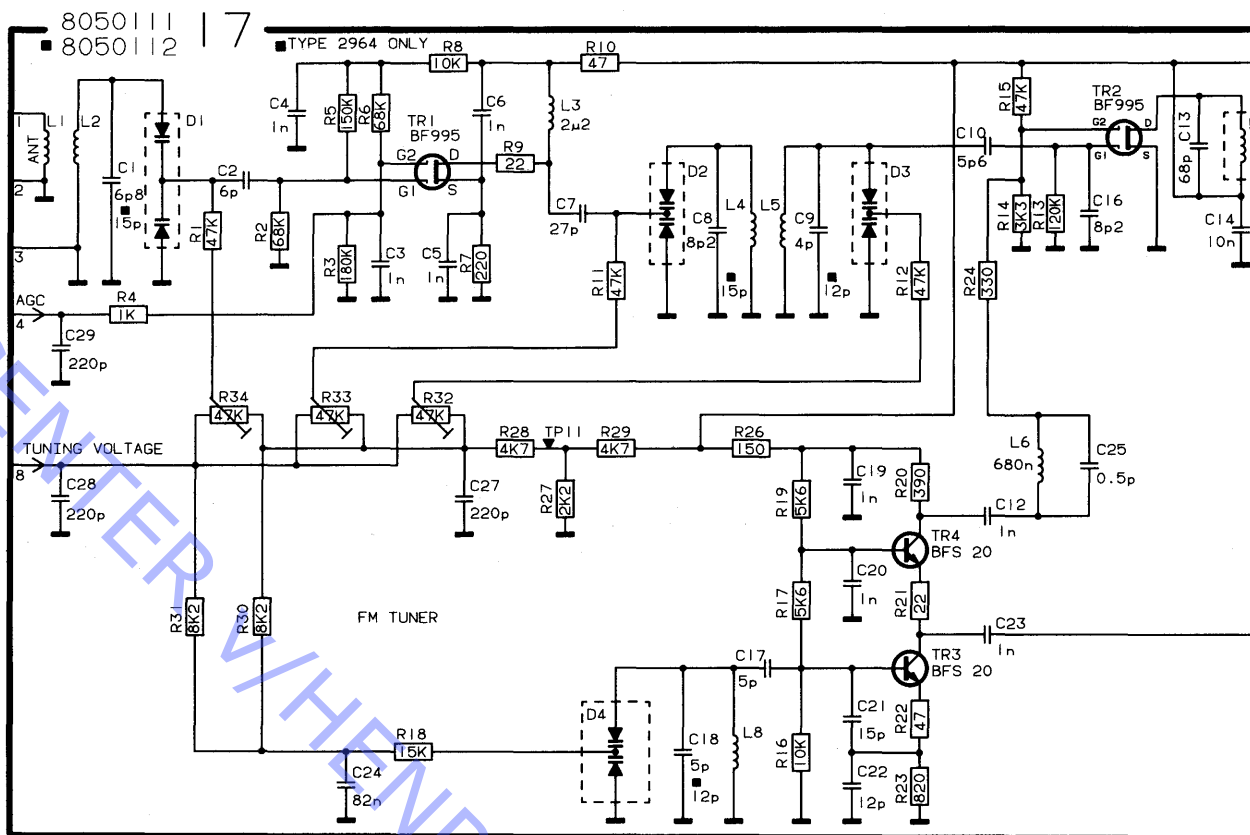 8050111 17
■ 8050112
■ TYPE 2964 ONLY
R8
10K
R10
47
1
L1
L2
ANT
2
3
D1
C1
6p8
■
15p
C2
6p
R1
47K
R2
68K
C4
1n
R5
150K
R6
68K
C6
1n
TR1
BF995
G2
D
G1
S
L3
2µ2
R9
22
R3
180K
C3
1n
C5
1n
R7
220
C7
27p
R11
47K
D2
C8
8p2
■
15p
L4
L5
C9
4p
■
12p
D3
R12
47K
C10
5p6
R15
47K
TR2
BF995
G2
D
G1
S
C13
68p
R14
3K3
R13
120K
C16
8p2
C14
10n
R24
330
AGC
4
R4
1K
C29
220p
R34
47K
R33
47K
R32
47K
TUNING VOLTAGE
8
C28
220p
C27
220p
R28
4K7
TP11
R29
4K7
R27
2K2
R26
150
R19
5K6
C19
1n
R20
390
L6
680n
C25
0.5p
C12
1n
TR4
BFS 20
R31
8K2
R30
8K2
FM TUNER
R17
5K6
C20
1n
R21
22
C23
1n
TR3
BFS 20
C17
5p
D4
C18
5p
■
12p
L8
R16
10K
C21
15p
R22
47
C22
12p
R23
820
R18
15K
C24
82n
CENTER v/HEND